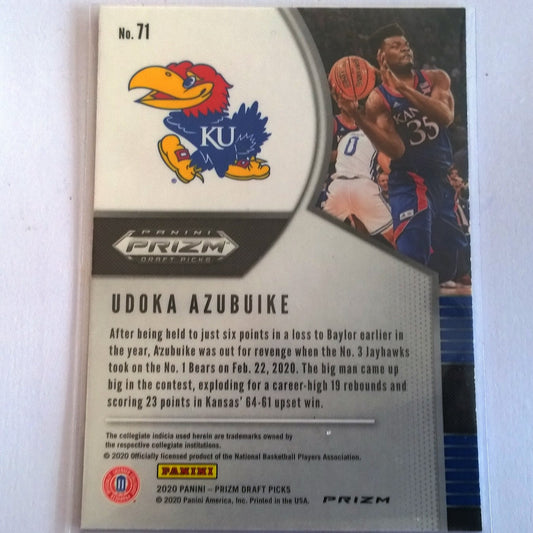 No. 71
KU
KAN
35
0
PANINI
PRIZM
DRAFT PICKS
UDOKA AZUBUIKE
After being held to just six points in a loss to Baylor earlier in
the year, Azubuike was out for revenge when the No. 3 Jayhawks
took on the No. 1 Bears on Feb. 22, 2020. The big man came up
big in the contest, exploding for a career-high 19 rebounds and
scoring 23 points in Kansas' 64-61 upset win.
The collegiate indicia used herein are trademarks owned by
the respective collegiate institutions.
© 2020 Officially licensed product of the National Basketball Players Association.
PANINI
2020 PANINI – PRIZM DRAFT PICKS
© 2020 Panini America, Inc. Printed in the USA.
PRIZM